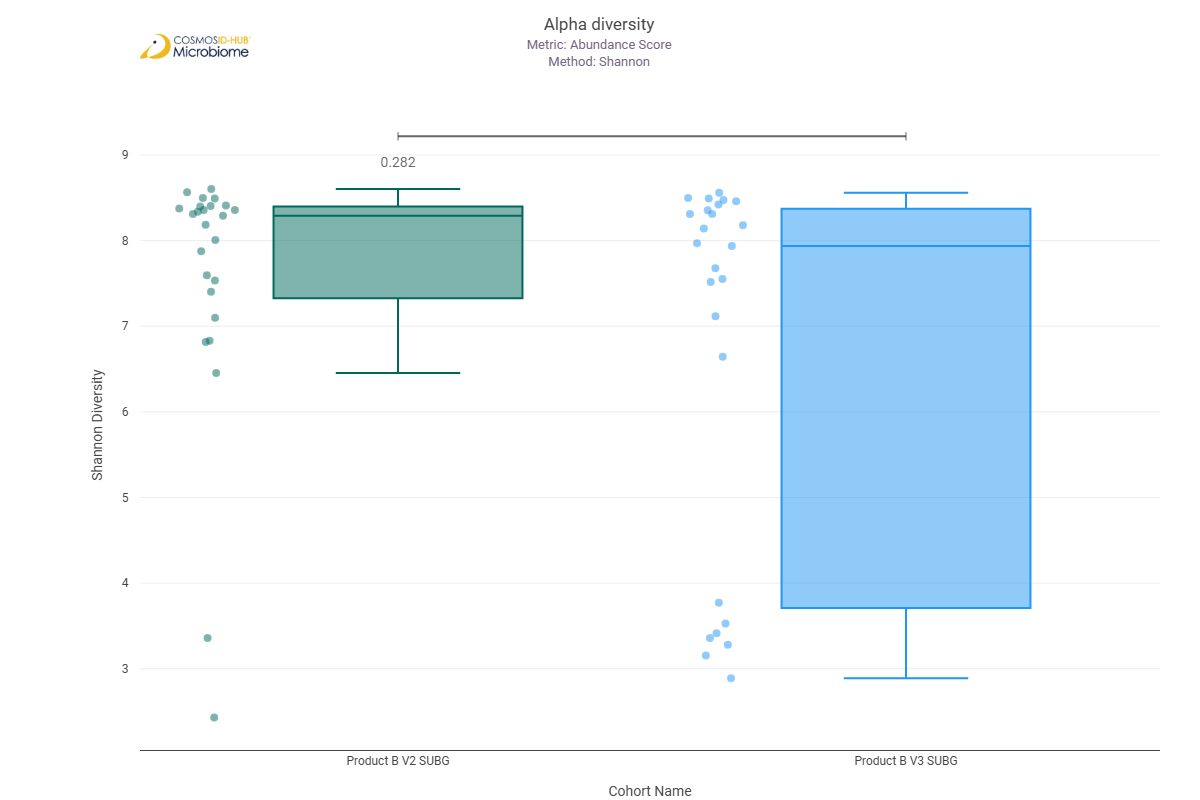 COSMOSID-HUB
Microbiome
Alpha diversity
Metric: Abundance Score
Method: Shannon
0.282
9
8
7
6
5
4
3
Shannon Diversity
Product B V2 SUBG
Product B V3 SUBG
Cohort Name